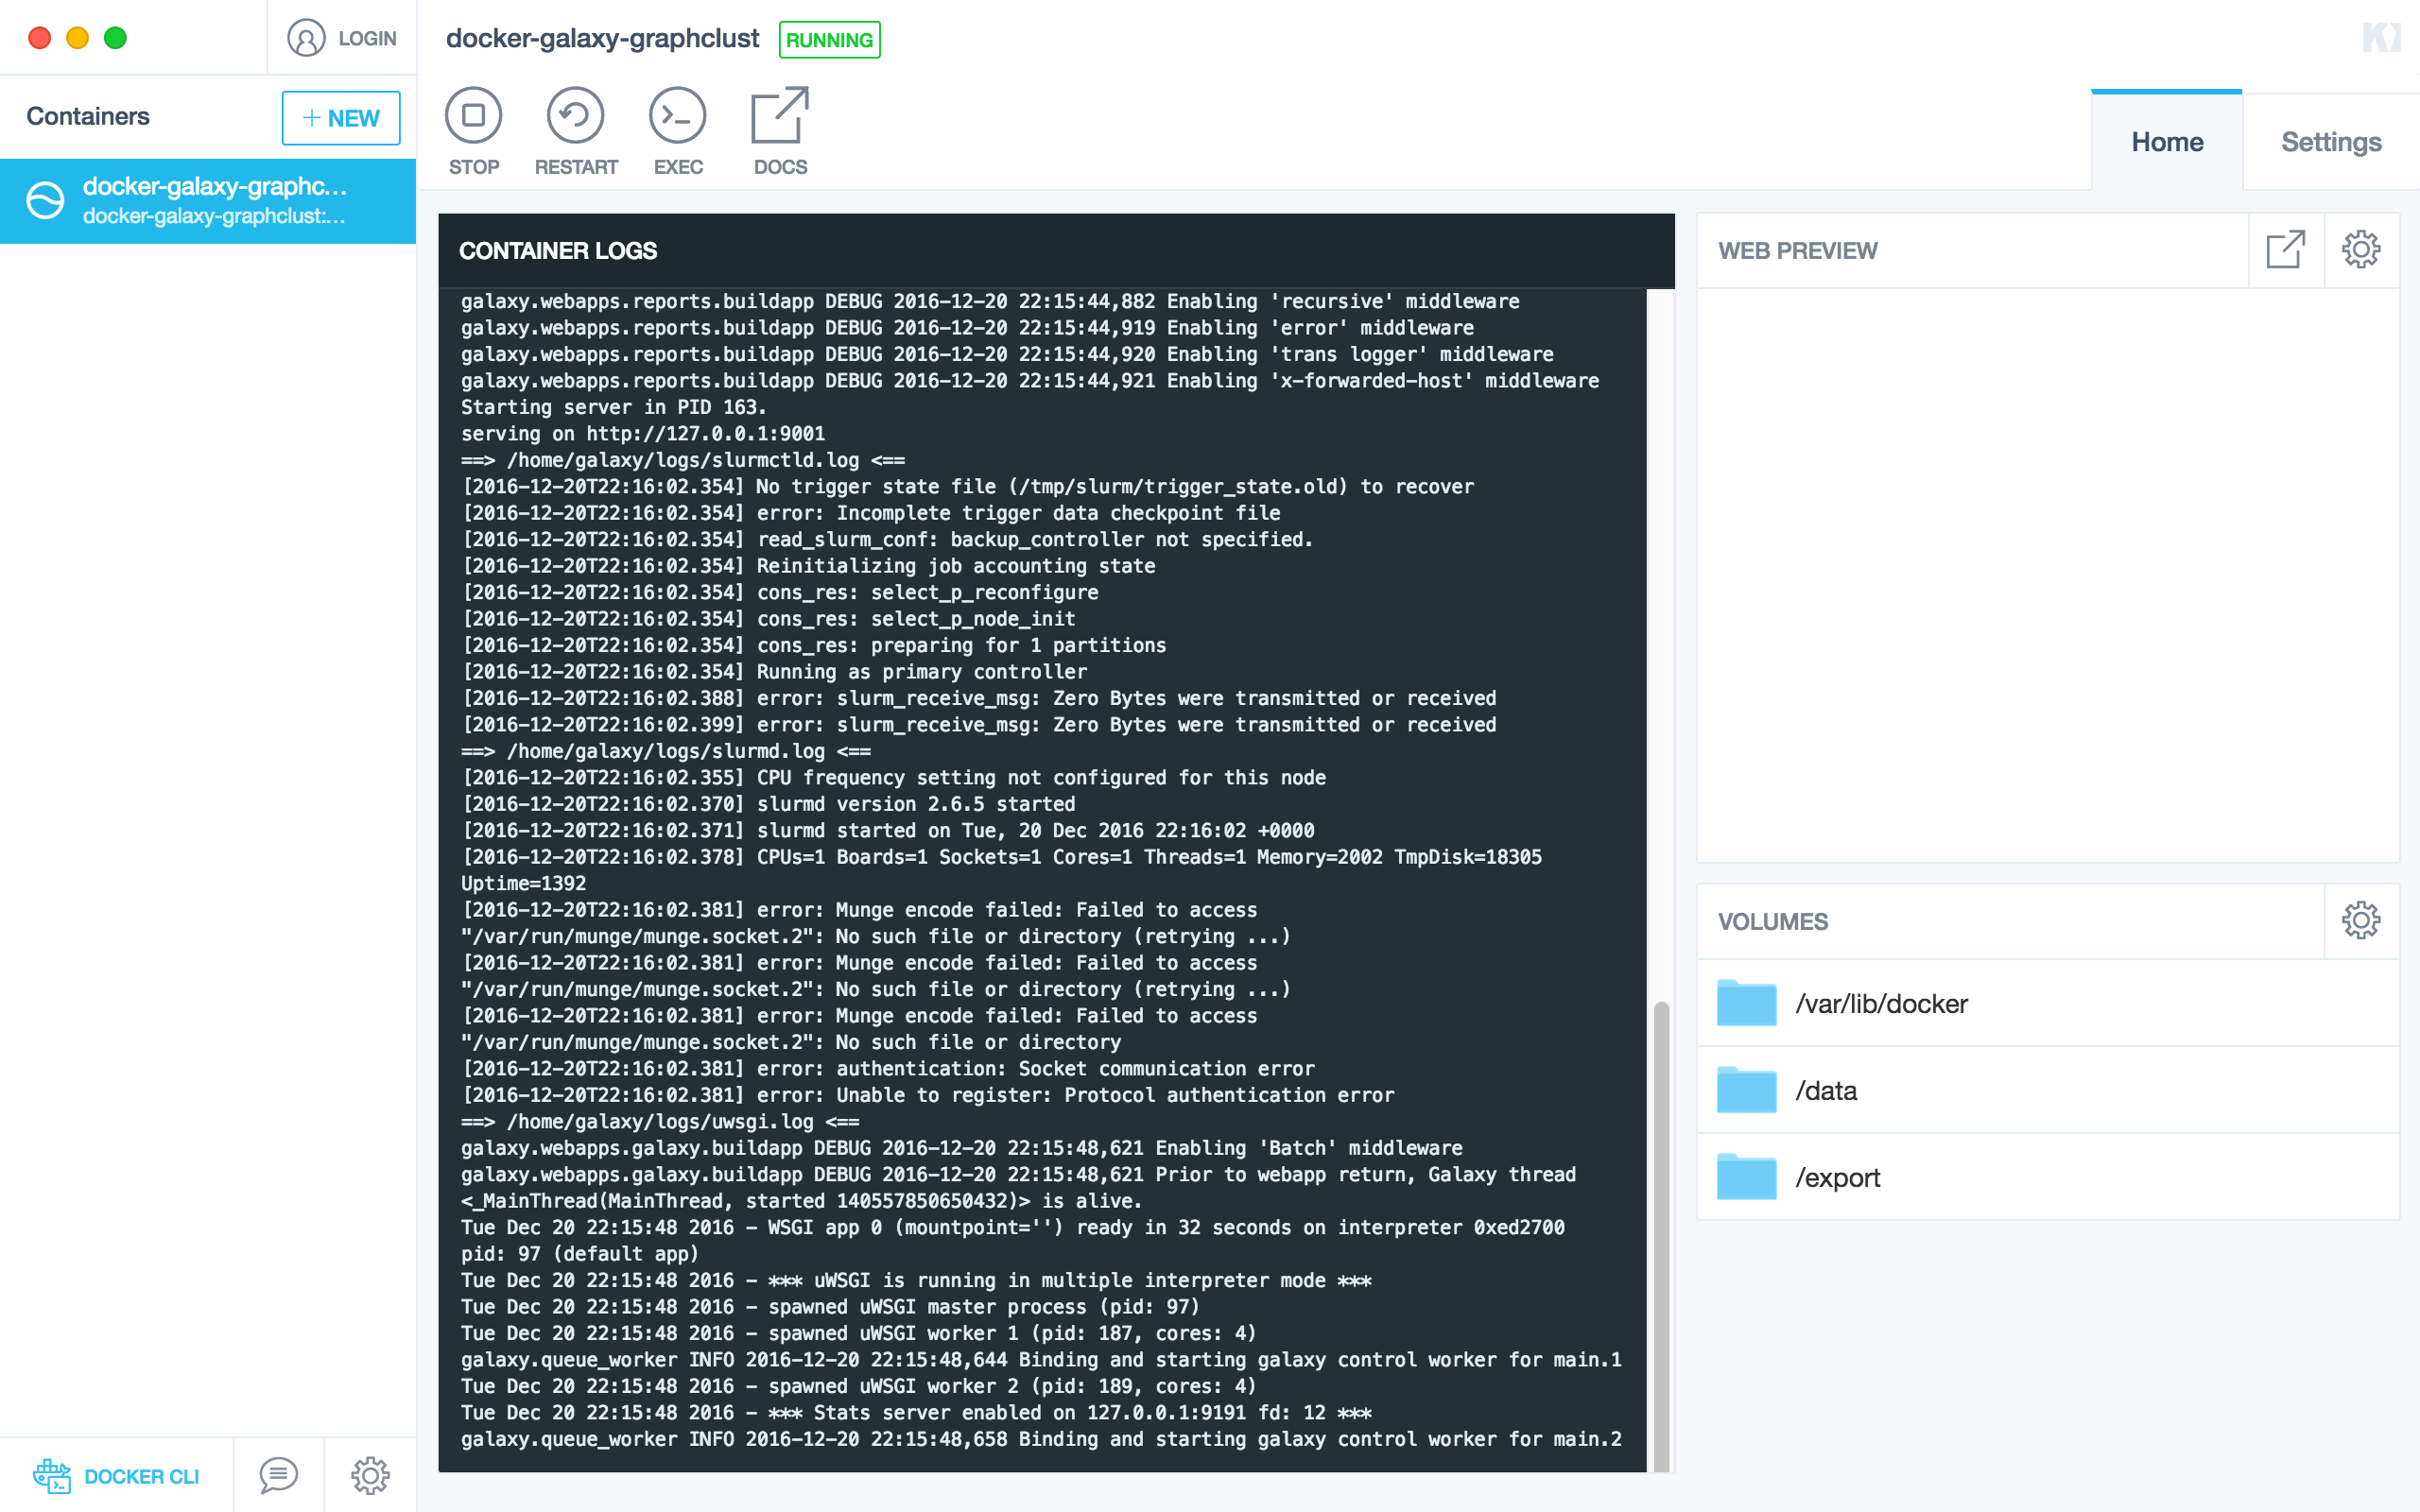 LOGIN
docker-galaxy-graphclust RUNNING
Containers
+ NEW
docker-galaxy-graphc...
docker-galaxy-graphclust:...
STOP
RESTART
EXEC
DOCS
Home
Settings
CONTAINER LOGS
galaxy.webapps.reports.buildapp DEBUG 2016-12-20 22:15:44,882 Enabling 'recursive' middleware
galaxy.webapps.reports.buildapp DEBUG 2016-12-20 22:15:44,919 Enabling 'error' middleware
galaxy.webapps.reports.buildapp DEBUG 2016-12-20 22:15:44,920 Enabling 'trans logger' middleware
galaxy.webapps.reports.buildapp DEBUG 2016-12-20 22:15:44,921 Enabling 'x-forwarded-host' middleware
Starting server in PID 163.
serving on http://127.0.0.1:9001
==> /home/galaxy/logs/slurmctld.log <==
[2016-12-20T22:16:02.354] No trigger state file (/tmp/slurm/trigger_state.old) to recover
[2016-12-20T22:16:02.354] error: Incomplete trigger data checkpoint file
[2016-12-20T22:16:02.354] read_slurm_conf: backup_controller not specified.
[2016-12-20T22:16:02.354] Reinitializing job accounting state
[2016-12-20T22:16:02.354] cons_res: select_p_reconfigure
[2016-12-20T22:16:02.354] cons_res: select_p_node_init
[2016-12-20T22:16:02.354] cons_res: preparing for 1 partitions
[2016-12-20T22:16:02.354] Running as primary controller
[2016-12-20T22:16:02.388] error: slurm_receive_msg: Zero Bytes were transmitted or received
[2016-12-20T22:16:02.399] error: slurm_receive_msg: Zero Bytes were transmitted or received
==> /home/galaxy/logs/slurmd.log <==
[2016-12-20T22:16:02.355] CPU frequency setting not configured for this node
[2016-12-20T22:16:02.370] slurmd version 2.6.5 started
[2016-12-20T22:16:02.371] slurmd started on Tue, 20 Dec 2016 22:16:02 +0000
[2016-12-20T22:16:02.378] CPUs=1 Boards=1 Sockets=1 Cores=1 Threads=1 Memory=2002 TmpDisk=18305
Uptime=1392
[2016-12-20T22:16:02.381] error: Munge encode failed: Failed to access
"/var/run/munge/munge.socket.2": No such file or directory (retrying ...)
[2016-12-20T22:16:02.381] error: Munge encode failed: Failed to access
"/var/run/munge/munge.socket.2": No such file or directory (retrying ...)
[2016-12-20T22:16:02.381] error: Munge encode failed: Failed to access
"/var/run/munge/munge.socket.2": No such file or directory
[2016-12-20T22:16:02.381] error: authentication: Socket communication error
[2016-12-20T22:16:02.381] error: Unable to register: Protocol authentication error
==> /home/galaxy/logs/uwsgi.log <==
galaxy.webapps.galaxy.buildapp DEBUG 2016-12-20 22:15:48,621 Enabling 'Batch' middleware
galaxy.webapps.galaxy.buildapp DEBUG 2016-12-20 22:15:48,621 Prior to webapp return, Galaxy thread
<_MainThread(MainThread, started 140557850650432)> is alive.
Tue Dec 20 22:15:48 2016 - WSGI app 0 (mountpoint='') ready in 32 seconds on interpreter 0xed2700
pid: 97 (default app)
Tue Dec 20 22:15:48 2016 - *** uWSGI is running in multiple interpreter mode ***
Tue Dec 20 22:15:48 2016 - spawned uWSGI master process (pid: 97)
Tue Dec 20 22:15:48 2016 - spawned uWSGI worker 1 (pid: 187, cores: 4)
galaxy.queue_worker INFO 2016-12-20 22:15:48,644 Binding and starting galaxy control worker for main.1
Tue Dec 20 22:15:48 2016 - spawned uWSGI worker 2 (pid: 189, cores: 4)
Tue Dec 20 22:15:48 2016 - *** Stats server enabled on 127.0.0.1:9191 fd: 12 ***
galaxy.queue_worker INFO 2016-12-20 22:15:48,658 Binding and starting galaxy control worker for main.2
WEB PREVIEW
VOLUMES
/var/lib/docker
/data
/export
DOCKER CLI